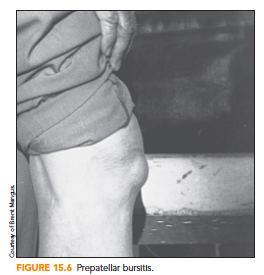 Courtesy of Brent Mangus
FIGURE 15.6 Prepatellar bursitis.